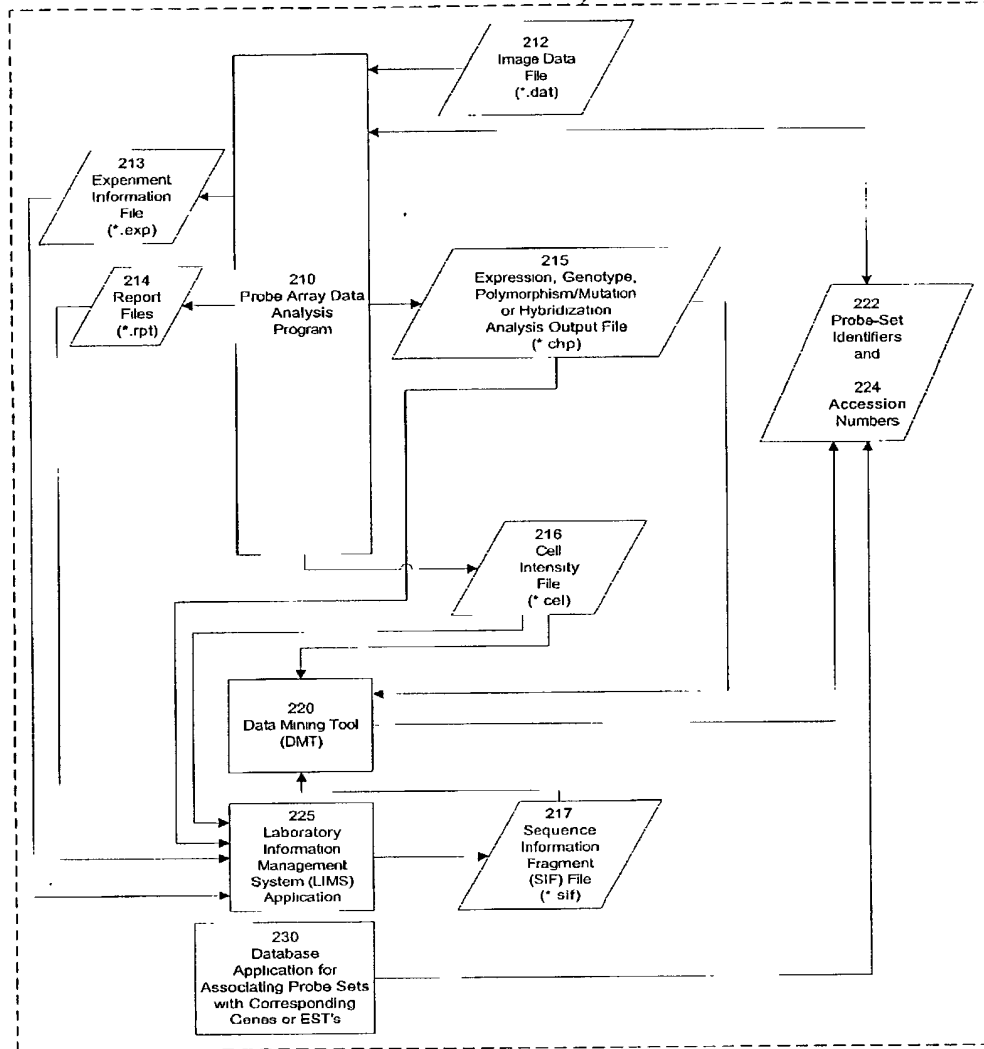 212
Image Data
File
(*.dat)
213
Experiment
Information
File
(*.exp)
214
Report
Files
(*.rpt)
210
Probe Array Data
Analysis
Program
215
Expression, Genotype,
Polymorphism/Mutation
or Hybridization
Analysis Output File
(* chp)
222
Probe-Set
Identifiers
and
224
Accession
Numbers
216
Cell
Intensity
File
(* cel)
220
Data Mining Tool
(DMT)
225
Laboratory
Information
Management
System (LIMS)
Application
217
Sequence
Information
Fragment
(SIF) File
(* sif)
230
Database
Application for
Associating Probe Sets
with Corresponding
Genes or EST's